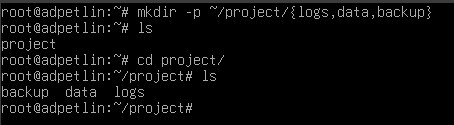 root@adpetlin:~# mkdir -p ~/project/{logs,data,backup}
root@adpetlin:~# ls
project
root@adpetlin:~# cd project/
root@adpetlin:~/project# ls
backup  data  logs
root@adpetlin:~/project#